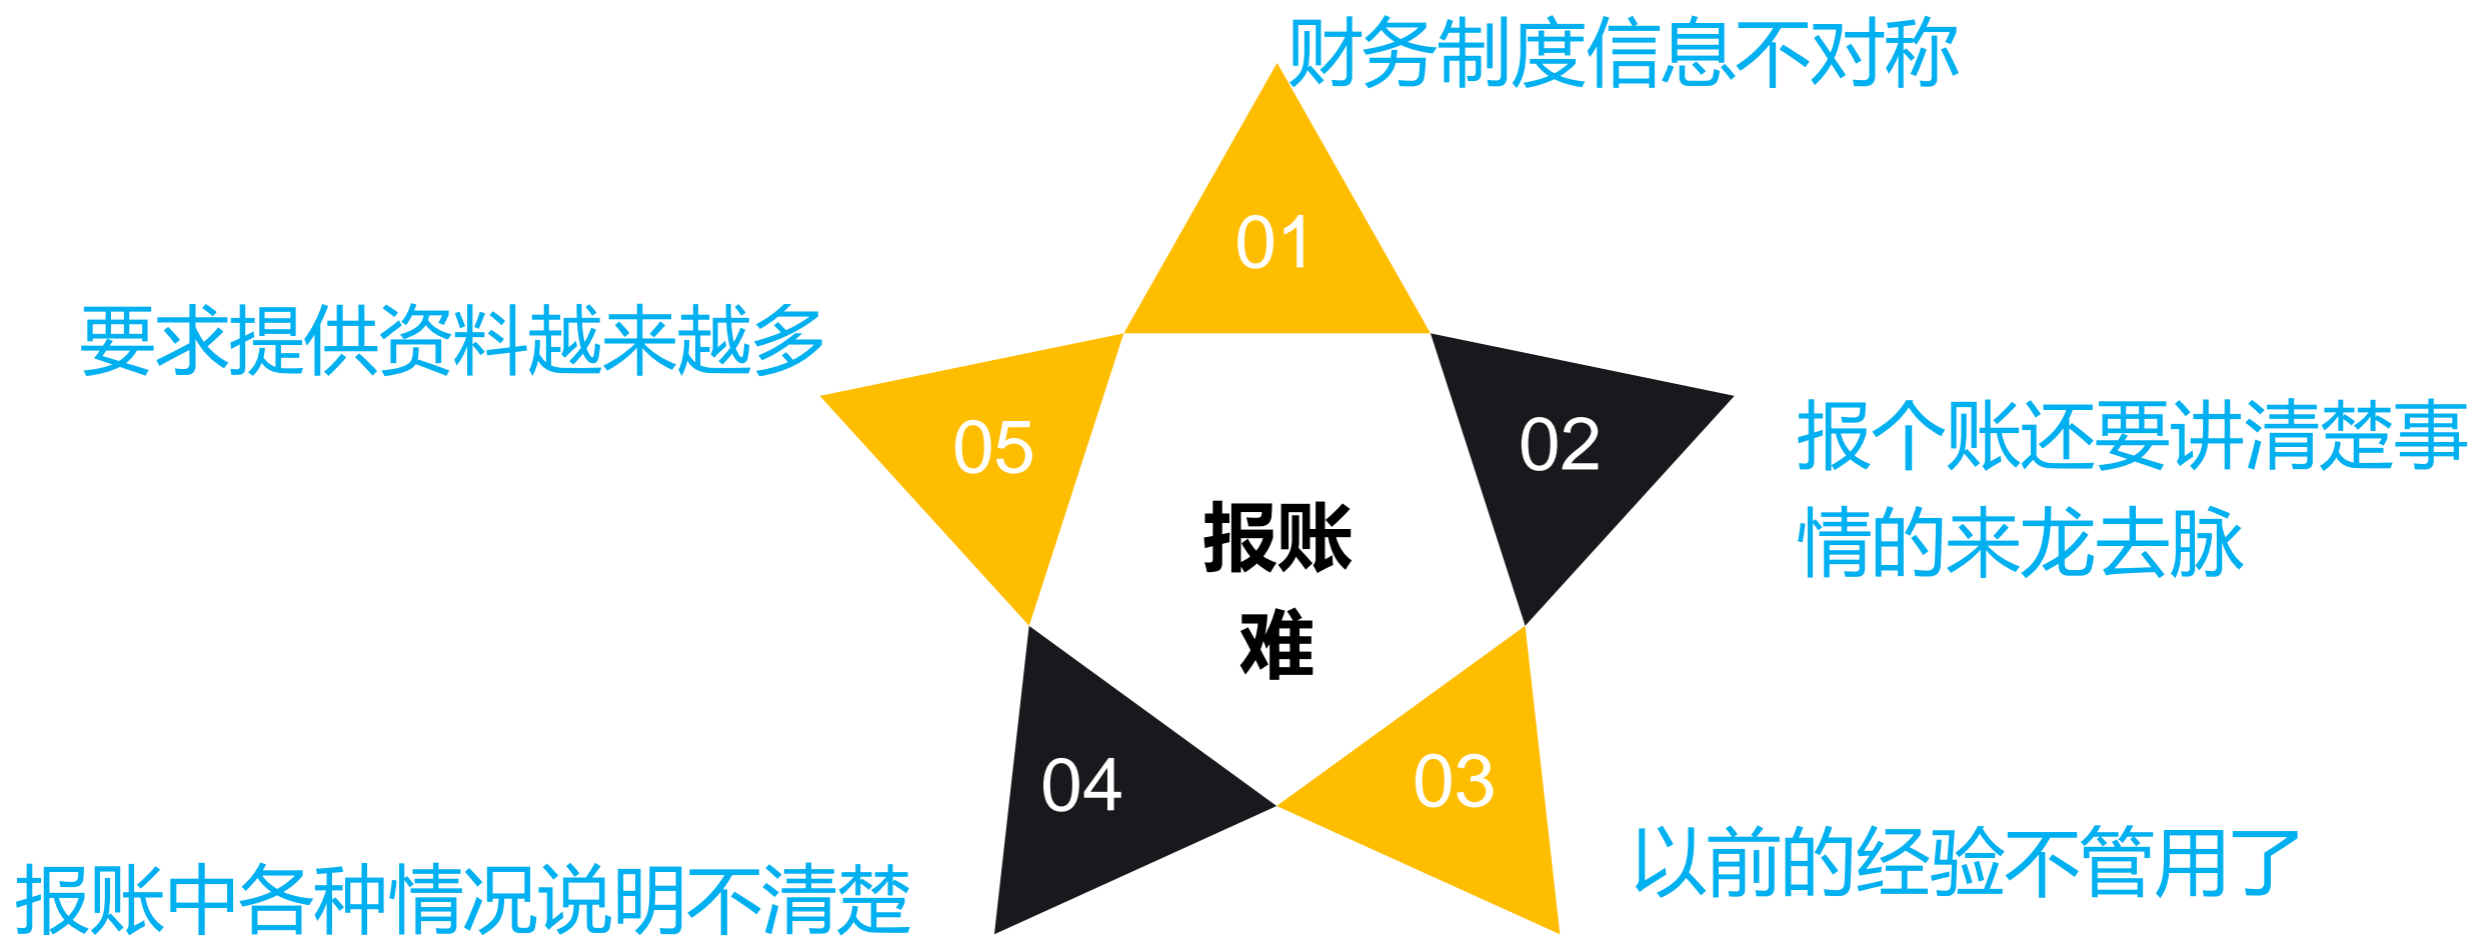 财务制度信息不对称
01
要求提供资料越来越多
05
02
报个账还要讲清楚事
情的来龙去脉
报账
难
04
03
以前的经验不管用了
报账中各种情况说明不清楚